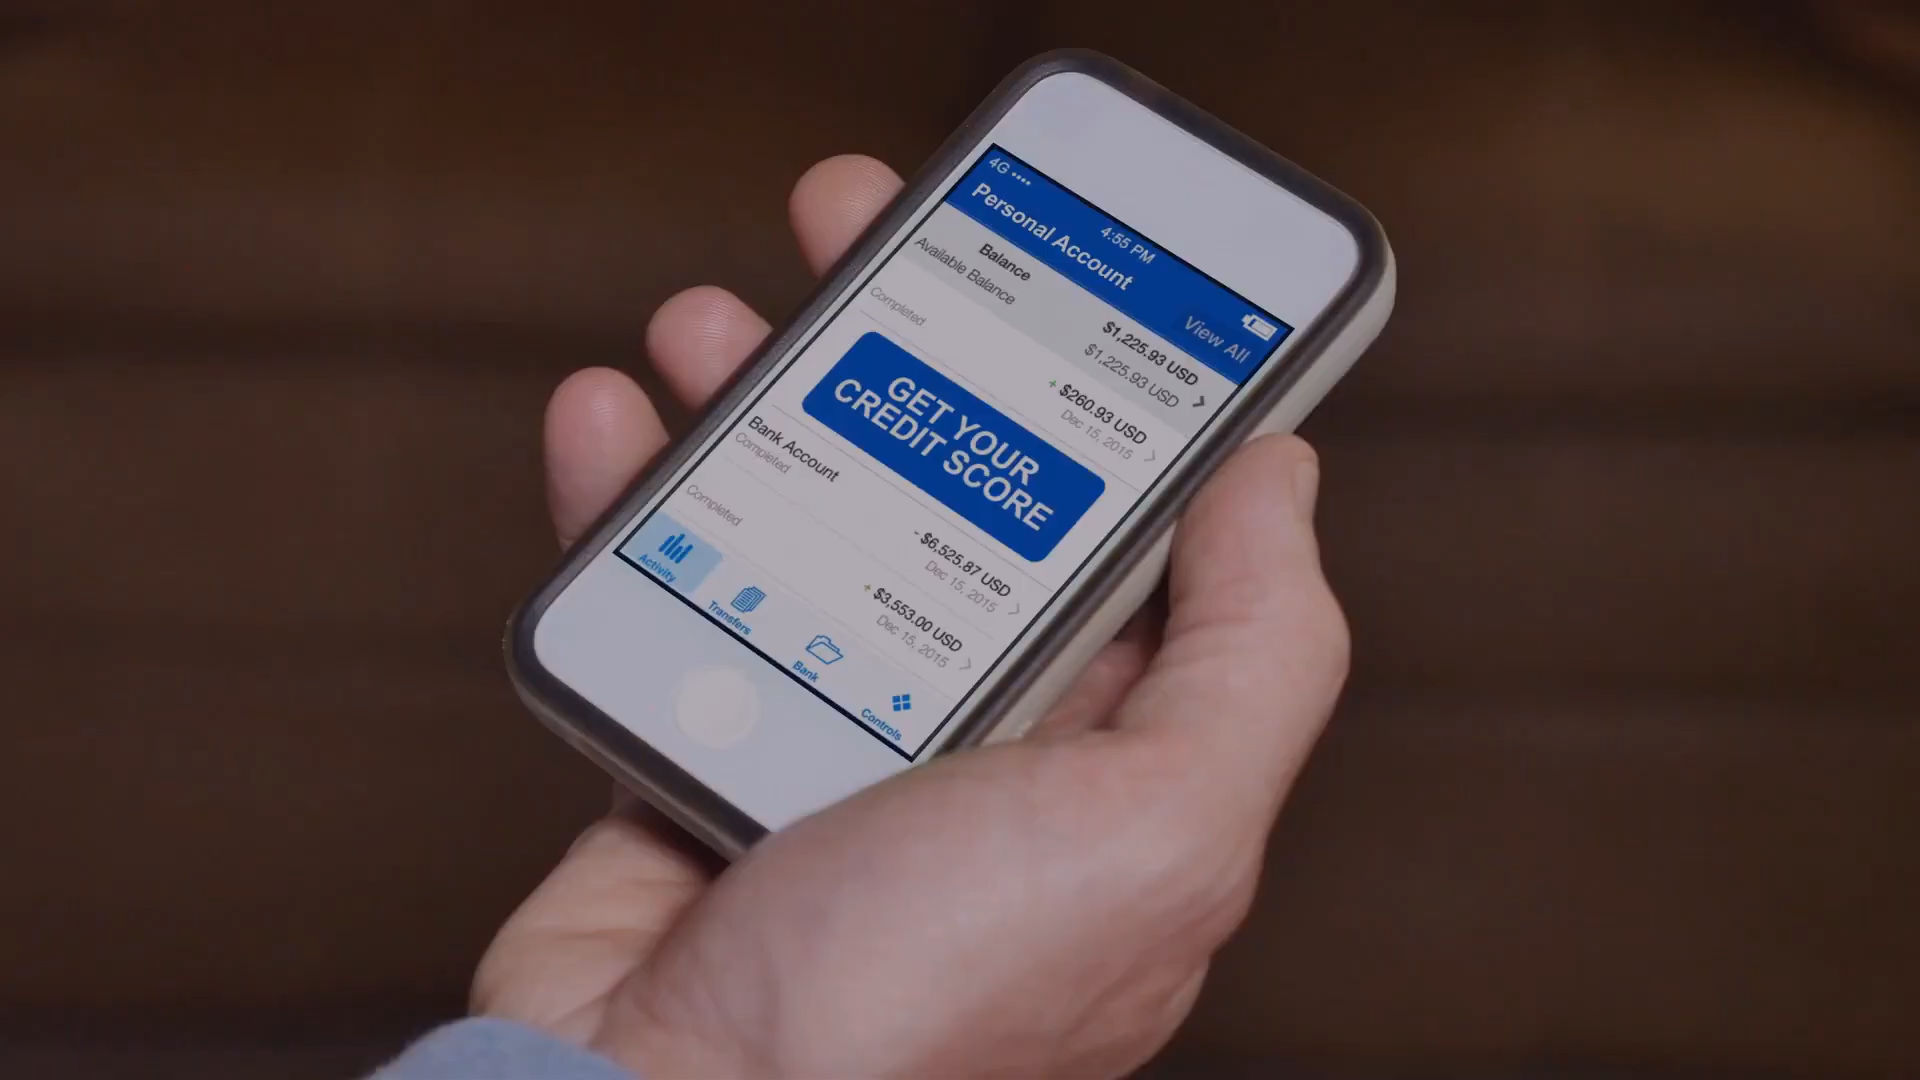 4G
4:55 PM
Personal Account
View All
Balance
$1,225.93 USD
Available Balance
$1,225.93 USD
Completed
+ $260.93 USD
Dec 15, 2015
GET YOUR
CREDIT SCORE
Bank Account
Completed
- $6,525.87 USD
Dec 15, 2015
Completed
+ $3,553.00 USD
Dec 15, 2015
Activity
Transfers
Bank
Controls